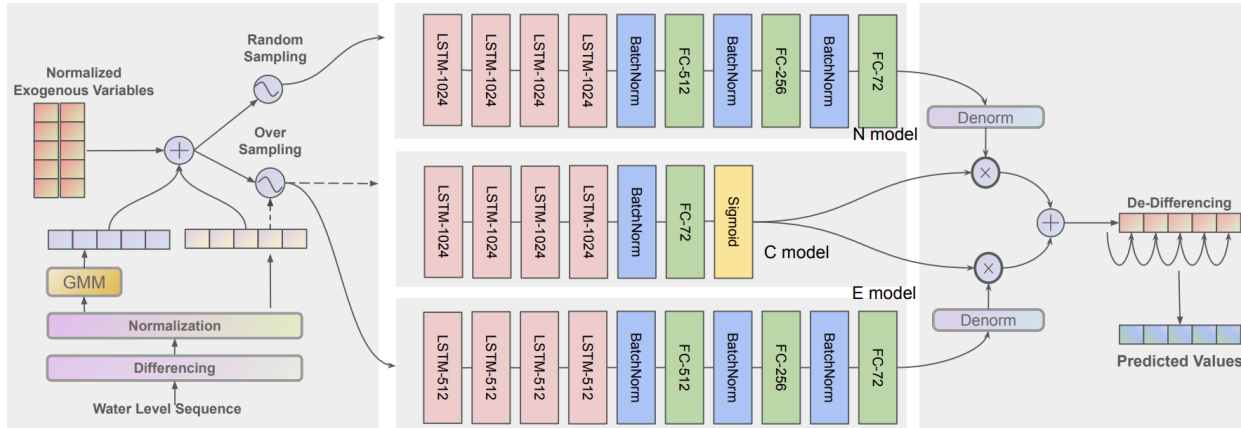 Random
Sampling
Normalized
Exogenous Variables
Over
Sampling
GMM
Normalization
Differencing
Water Level Sequence
LSTM-1024
LSTM-1024
LSTM-1024
LSTM-1024
BatchNorm
FC-512
BatchNorm
FC-256
BatchNorm
FC-72
N model
LSTM-1024
LSTM-1024
LSTM-1024
LSTM-1024
BatchNorm
FC-72
Sigmoid
C model
E model
LSTM-512
LSTM-512
LSTM-512
LSTM-512
BatchNorm
FC-512
BatchNorm
FC-256
BatchNorm
FC-72
Denorm
De-Differencing
Denorm
Predicted Values